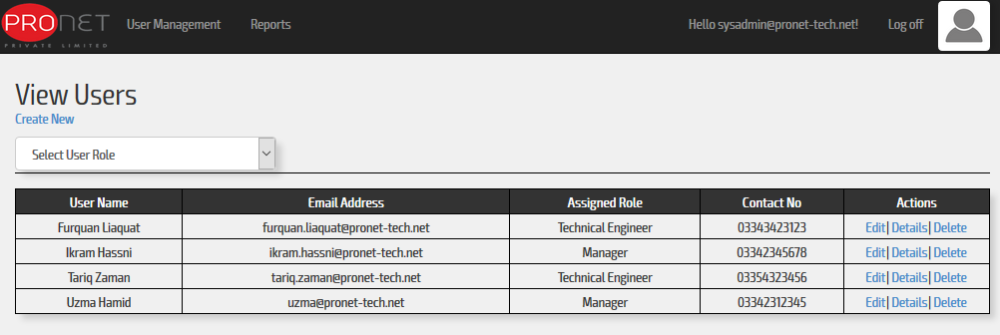 PRONET User Management Reports Hello sysadmin@pronet-tech.net! Log off
PRIVATE LIMITED
View Users
Create New
Select User Role
User Name Email Address Assigned Role Contact No Actions
Furquan Liaquat furquan.liaquat@pronet-tech.net Technical Engineer 03343423123 Edit| Details| Delete
Ikram Hassni ikram.hassni@pronet-tech.net Manager 03342345678 Edit| Details| Delete
Tariq Zaman tariq.zaman@pronet-tech.net Technical Engineer 03354323456 Edit| Details| Delete
Uzma Hamid uzma@pronet-tech.net Manager 03342312345 Edit| Details| Delete